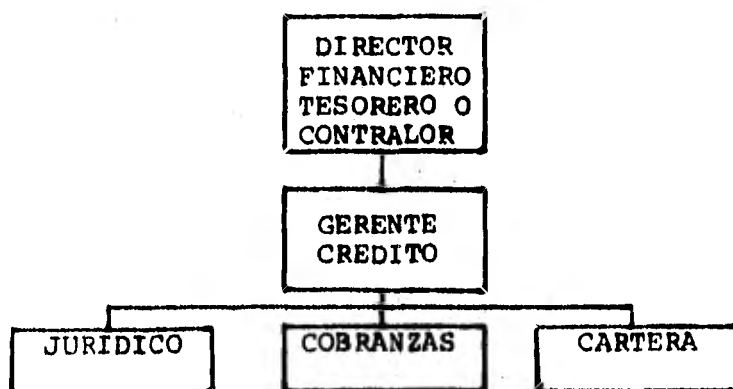 DIRECTOR
FINANCIERO
TESORERO O
CONTRALOR
GERENTE
CREDITO
JURIDICO
COBRANZAS
CARTERA